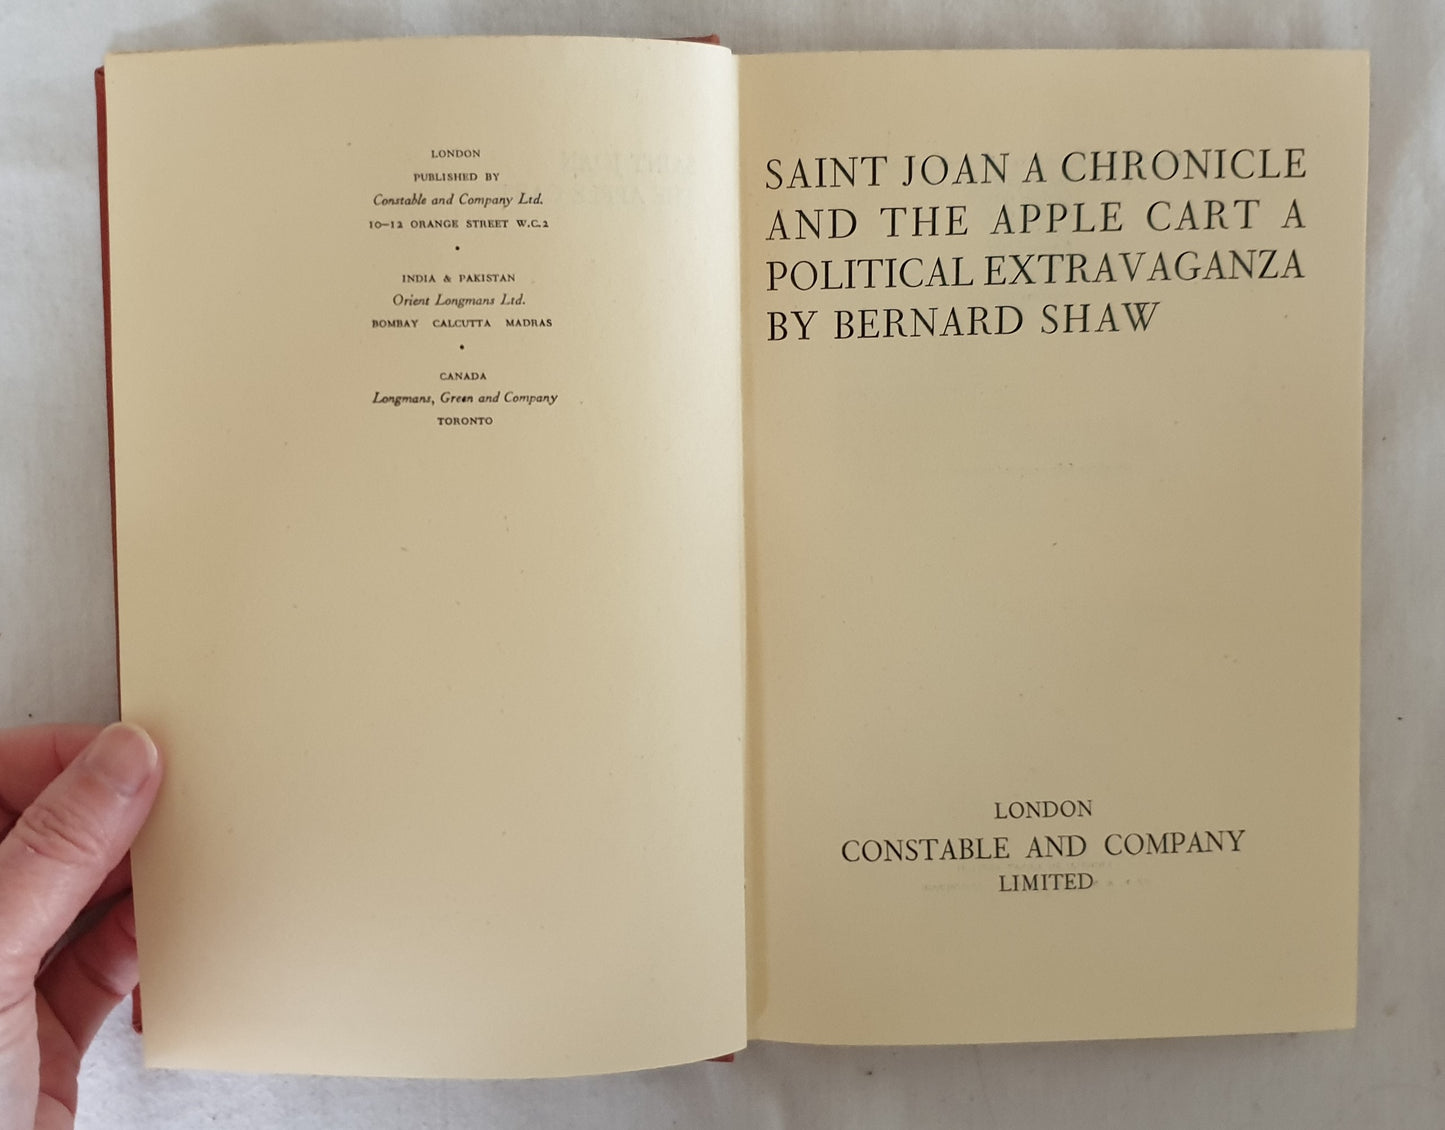 LONDON
PUBLISHED BY
Constable and Company Ltd.
10–12 ORANGE STREET W.C.2
•
INDIA & PAKISTAN
Orient Longmans Ltd.
BOMBAY CALCUTTA MADRAS
•
CANADA
Longmans, Green and Company
TORONTO
SAINT JOAN A CHRONICLE
AND THE APPLE CART A
POLITICAL EXTRAVAGANZA
BY BERNARD SHAW
LONDON
CONSTABLE AND COMPANY
LIMITED